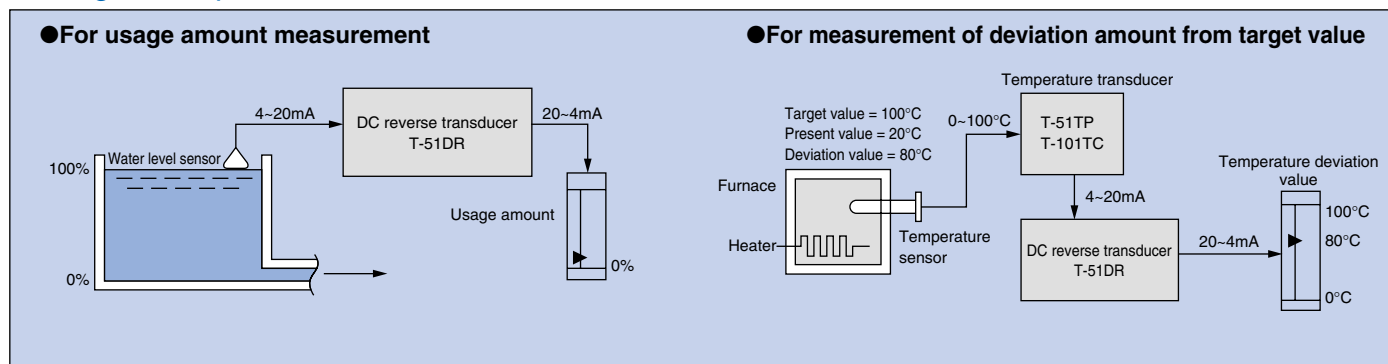 ●For usage amount measurement
4~20mA
DC reverse transducer
T-51DR
20~4mA
Water level sensor
100%
0%
Usage amount
0%
●For measurement of deviation amount from target value
Temperature transducer
Target value = 100°C
Present value = 20°C
Deviation value = 80°C
0~100°C
T-51TP
T-101TC
Furnace
Heater
Temperature
sensor
4~20mA
DC reverse transducer
T-51DR
20~4mA
Temperature deviation
value
100°C
80°C
0°C